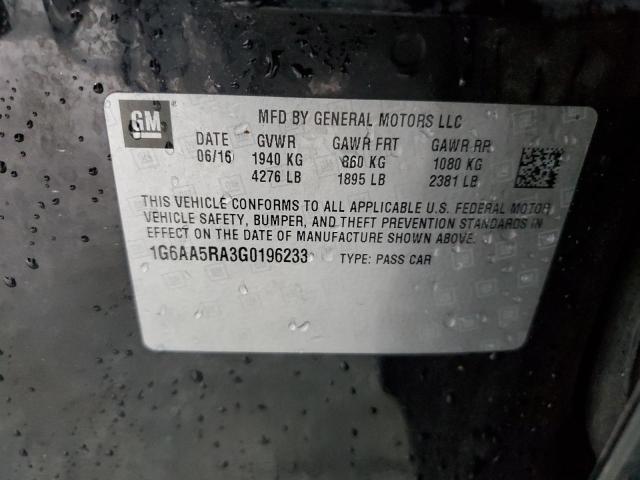 GM
MFD BY GENERAL MOTORS LLC
DATE GVWR GAWR FRT GAWR RR
06/16 1940 KG 860 KG 1080 KG
4276 LB 1895 LB 2381 LB
THIS VEHICLE CONFORMS TO ALL APPLICABLE U.S. FEDERAL MOTOR
VEHICLE SAFETY, BUMPER, AND THEFT PREVENTION STANDARDS IN
EFFECT ON THE DATE OF MANUFACTURE SHOWN ABOVE.
1G6AA5RA3G0196233 TYPE: PASS CAR